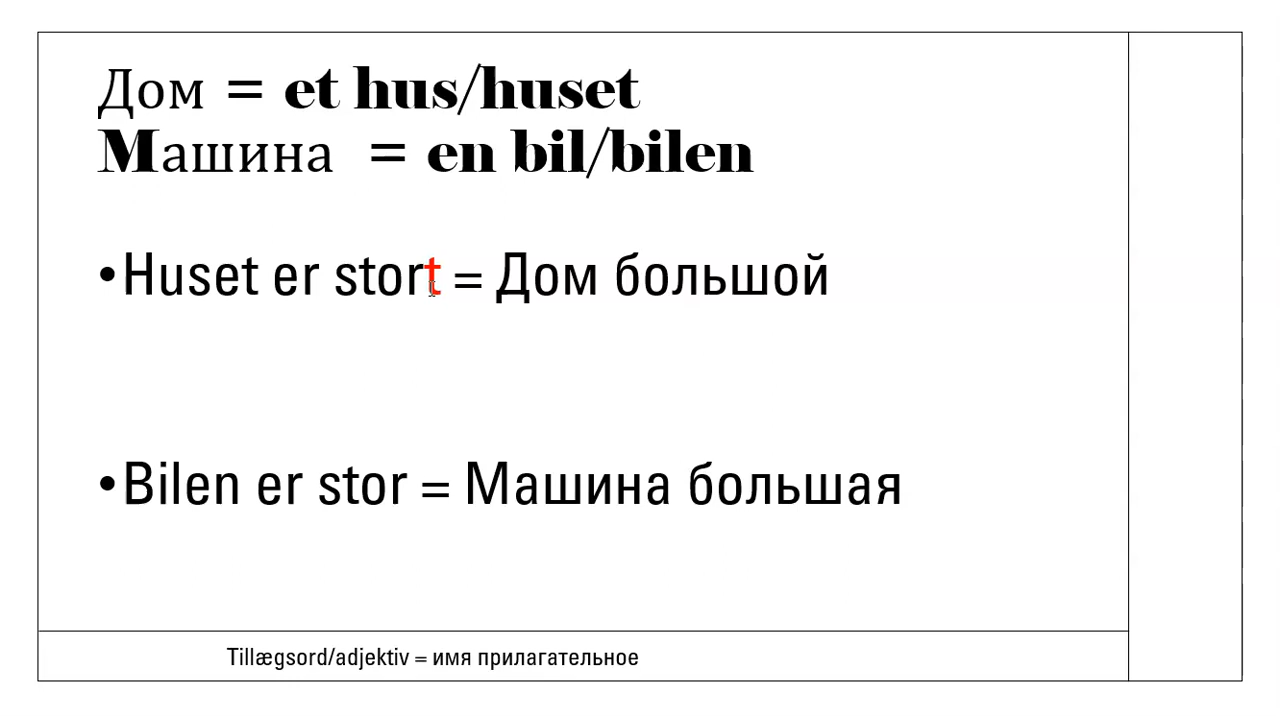 Дом = et hus/huset
Машина = en bil/bilen
•Huset er stort = Дом большой
•Bilen er stor = Машина большая
Tillægsord/adjektiv = имя прилагательное